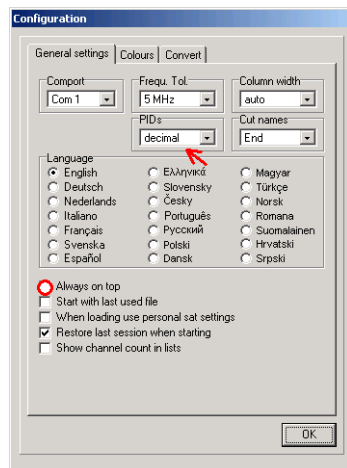 Configuration
General settings Colours Convert
Comport Frequ. Tol. Column width
Com 1 5 MHz auto
PIDs Cut names
decimal End
Language
English Ελληνικά Magyar
Deutsch Slovensky Türkçe
Nederlands Česky Norsk
Italiano Português Romana
Français Русский Suomalainen
Svenska Polski Hrvatski
Español Dansk Srpski
Always on top
Start with last used file
When loading use personal sat settings
Restore last session when starting
Show channel count in lists
OK